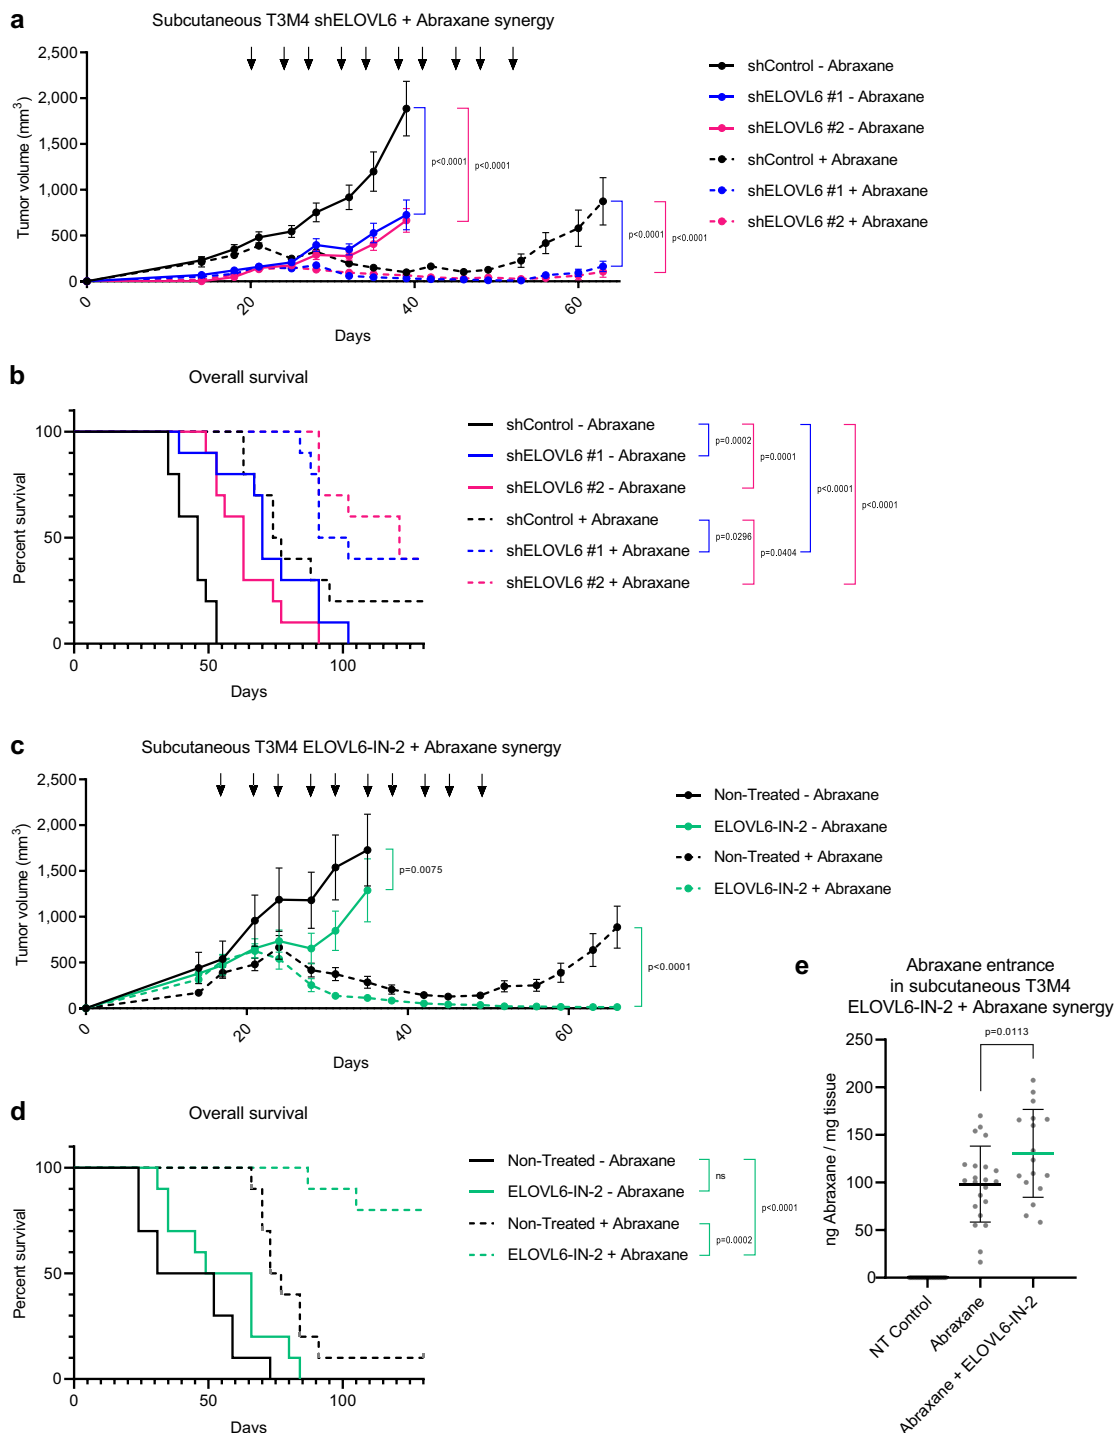 a
Subcutaneous T3M4 shELOVL6 + Abraxane synergy
2,500
2,000
1,500
1,000
500
0
Tumor volume (mm³)
0
20
40
60
Days
p<0.0001
p<0.0001
p<0.0001
p<0.0001
shControl - Abraxane
shELOVL6 #1 - Abraxane
shELOVL6 #2 - Abraxane
shControl + Abraxane
shELOVL6 #1 + Abraxane
shELOVL6 #2 + Abraxane
b
Overall survival
100
50
0
Percent survival
0
50
100
Days
shControl - Abraxane
shELOVL6 #1 - Abraxane
shELOVL6 #2 - Abraxane
shControl + Abraxane
shELOVL6 #1 + Abraxane
shELOVL6 #2 + Abraxane
p=0.0002
p=0.0001
p<0.0001
p<0.0001
p=0.0296
p=0.0404
c
Subcutaneous T3M4 ELOVL6-IN-2 + Abraxane synergy
2,500
2,000
1,500
1,000
500
0
Tumor volume (mm³)
0
20
40
60
Days
p=0.0075
p<0.0001
Non-Treated - Abraxane
ELOVL6-IN-2 - Abraxane
Non-Treated + Abraxane
ELOVL6-IN-2 + Abraxane
d
Overall survival
100
50
0
Percent survival
0
50
100
Days
Non-Treated - Abraxane
ELOVL6-IN-2 - Abraxane
Non-Treated + Abraxane
ELOVL6-IN-2 + Abraxane
ns
p<0.0001
p=0.0002
e
Abraxane entrance
in subcutaneous T3M4
ELOVL6-IN-2 + Abraxane synergy
p=0.0113
250
200
150
100
50
0
ng Abraxane / mg tissue
NT Control
Abraxane
Abraxane + ELOVL6-IN-2